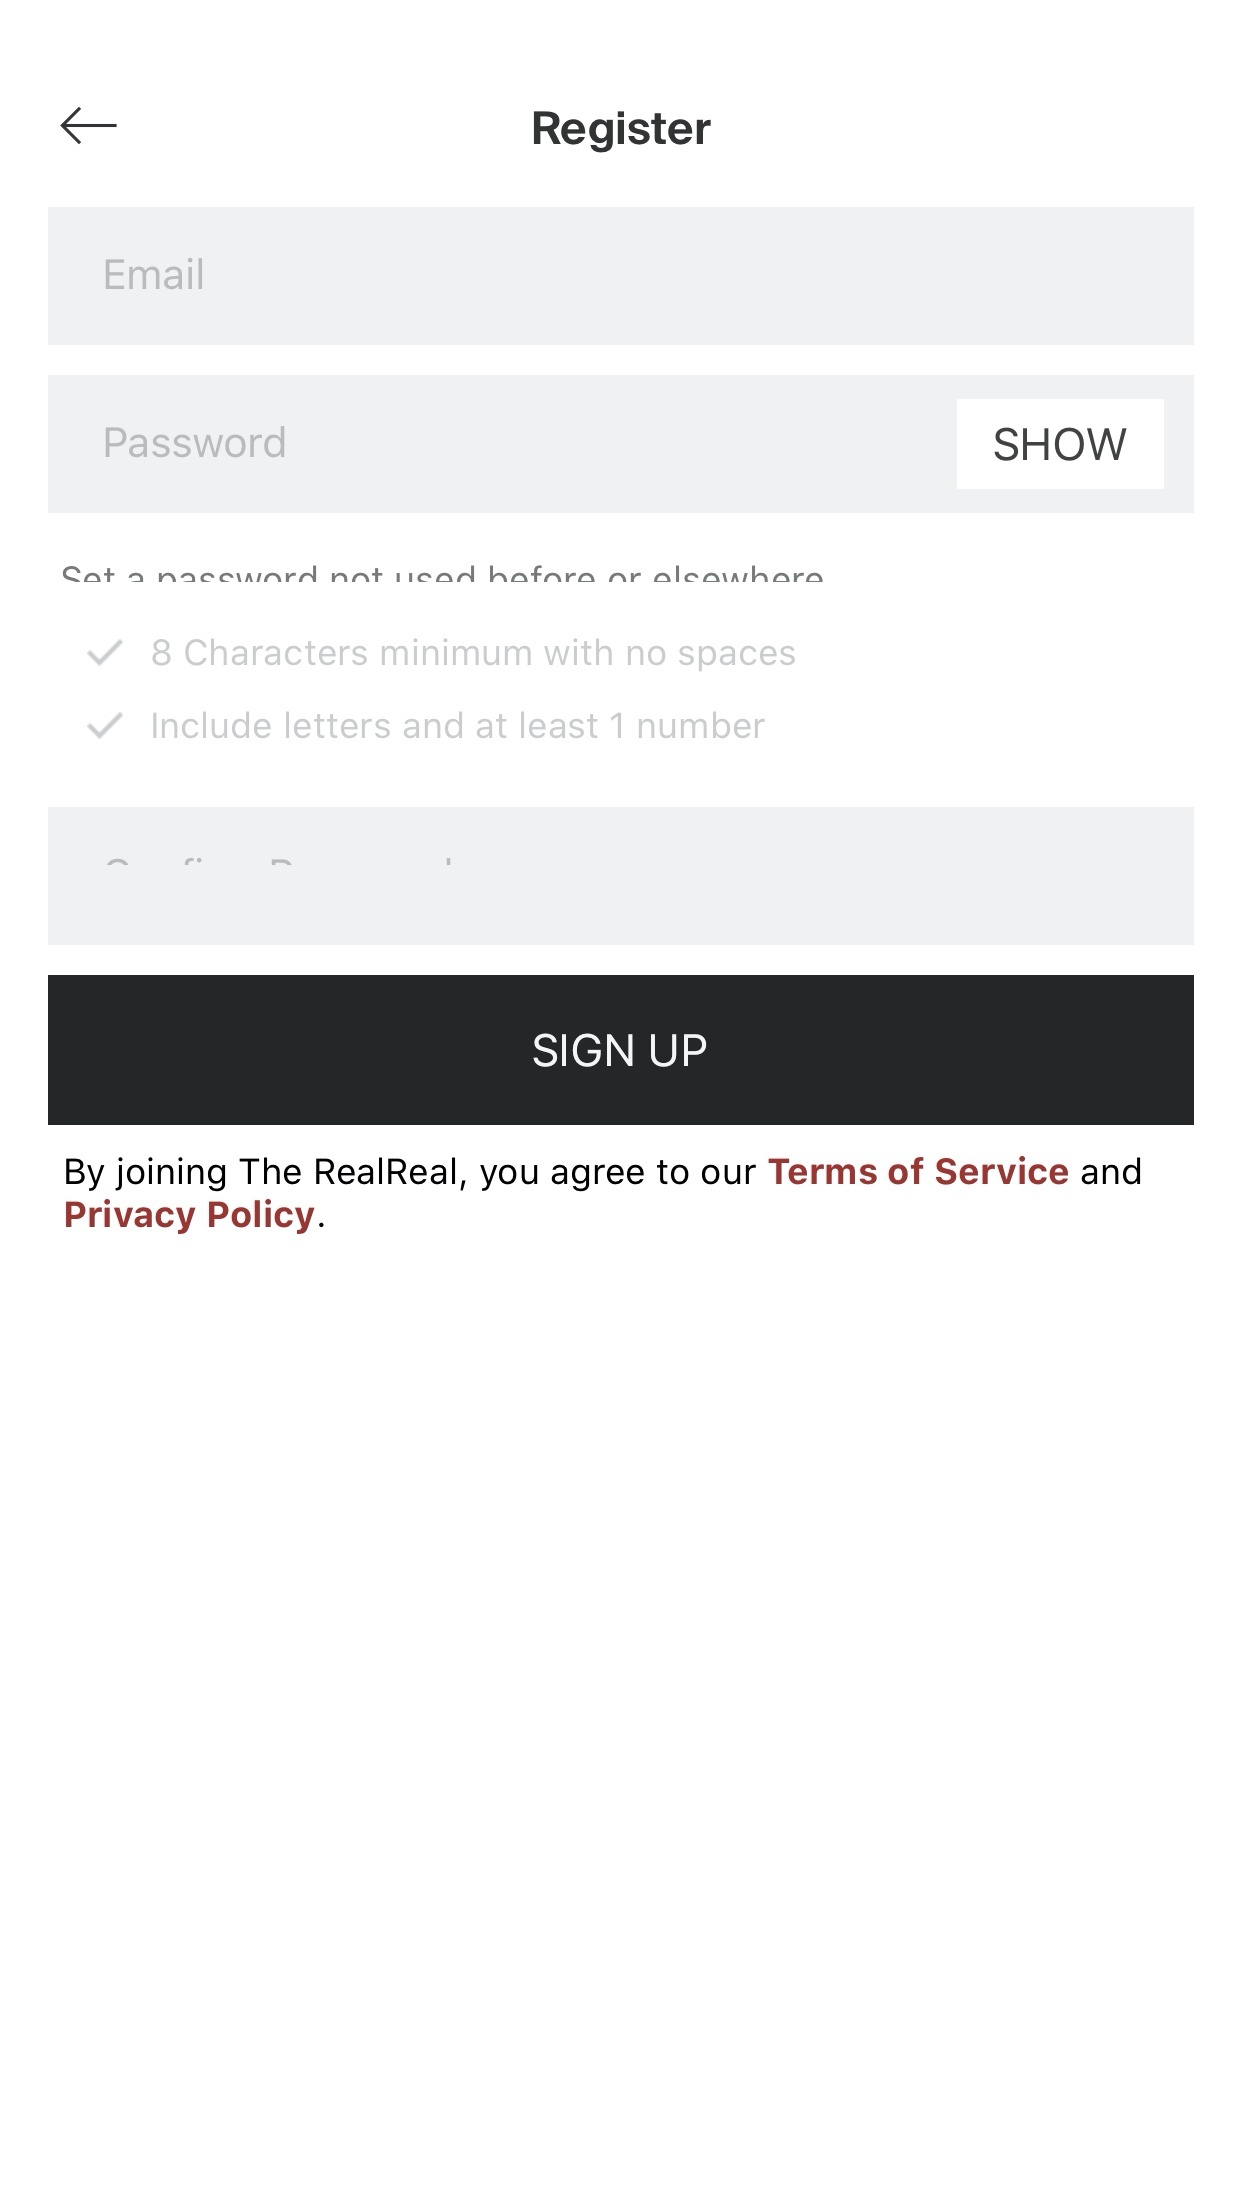 Register
Email
Password
SHOW
Set a password not used before or elsewhere
8 Characters minimum with no spaces
Include letters and at least 1 number
SIGN UP
By joining The RealReal, you agree to our Terms of Service and
Privacy Policy.